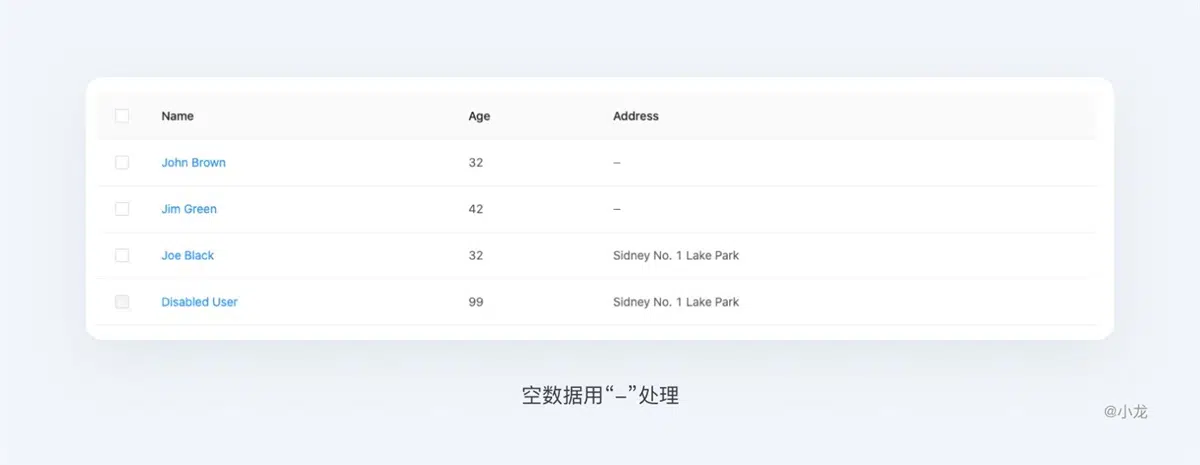 Name Age Address
John Brown 32 –
Jim Green 42 –
Joe Black 32 Sidney No. 1 Lake Park
Disabled User 99 Sidney No. 1 Lake Park
空数据用“–”处理
@小龙